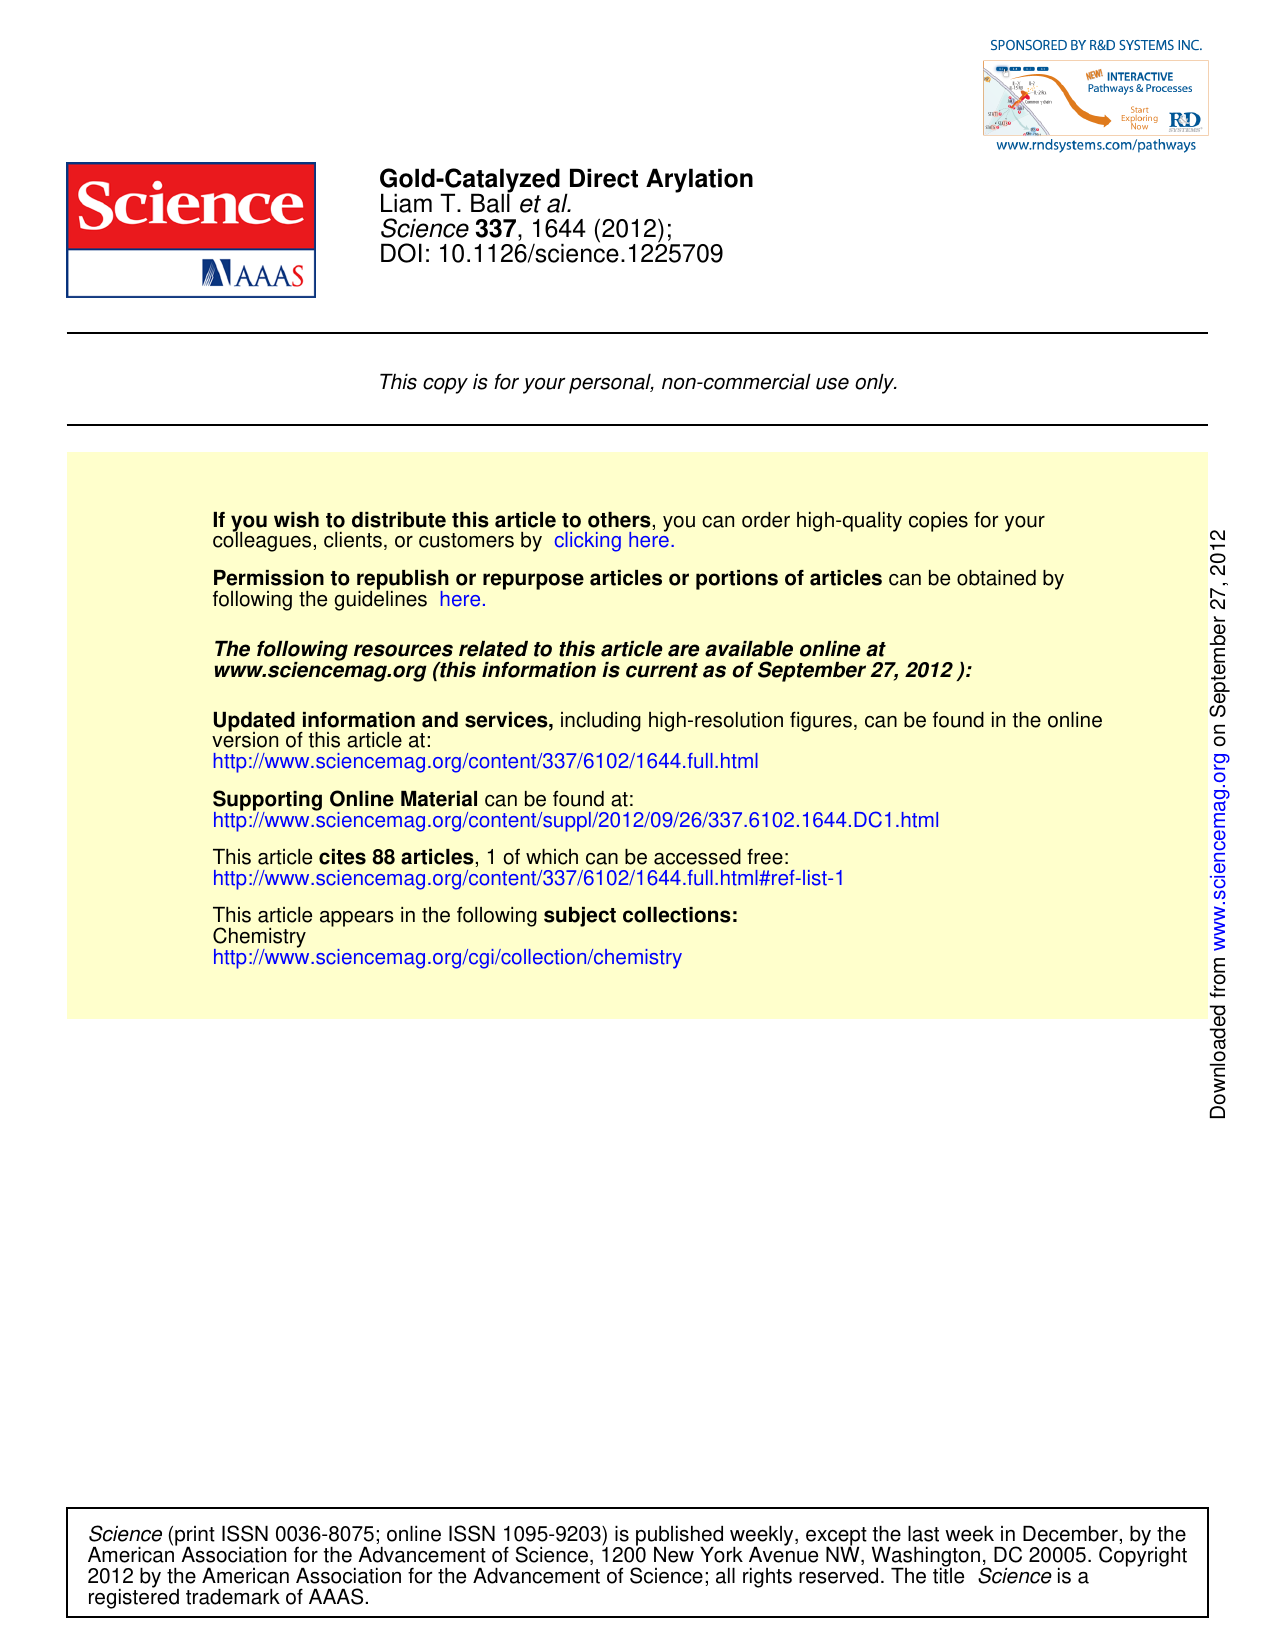 SPONSORED BY R&D SYSTEMS INC.
NEW! INTERACTIVE
Pathways & Processes
Start
Exploring
Now
R&D
SYSTEMS
www.rndsystems.com/pathways
Science
AAAS
Gold-Catalyzed Direct Arylation
Liam T. Ball et al.
Science 337, 1644 (2012);
DOI: 10.1126/science.1225709
This copy is for your personal, non-commercial use only.
If you wish to distribute this article to others, you can order high-quality copies for your
colleagues, clients, or customers by clicking here.
Permission to republish or repurpose articles or portions of articles can be obtained by
following the guidelines here.
The following resources related to this article are available online at
www.sciencemag.org (this information is current as of September 27, 2012 ):
Updated information and services, including high-resolution figures, can be found in the online
version of this article at:
http://www.sciencemag.org/content/337/6102/1644.full.html
Supporting Online Material can be found at:
http://www.sciencemag.org/content/suppl/2012/09/26/337.6102.1644.DC1.html
This article cites 88 articles, 1 of which can be accessed free:
http://www.sciencemag.org/content/337/6102/1644.full.html#ref-list-1
This article appears in the following subject collections:
Chemistry
http://www.sciencemag.org/cgi/collection/chemistry
Downloaded from www.sciencemag.org on September 27, 2012
Science (print ISSN 0036-8075; online ISSN 1095-9203) is published weekly, except the last week in December, by the
American Association for the Advancement of Science, 1200 New York Avenue NW, Washington, DC 20005. Copyright
2012 by the American Association for the Advancement of Science; all rights reserved. The title Science is a
registered trademark of AAAS.